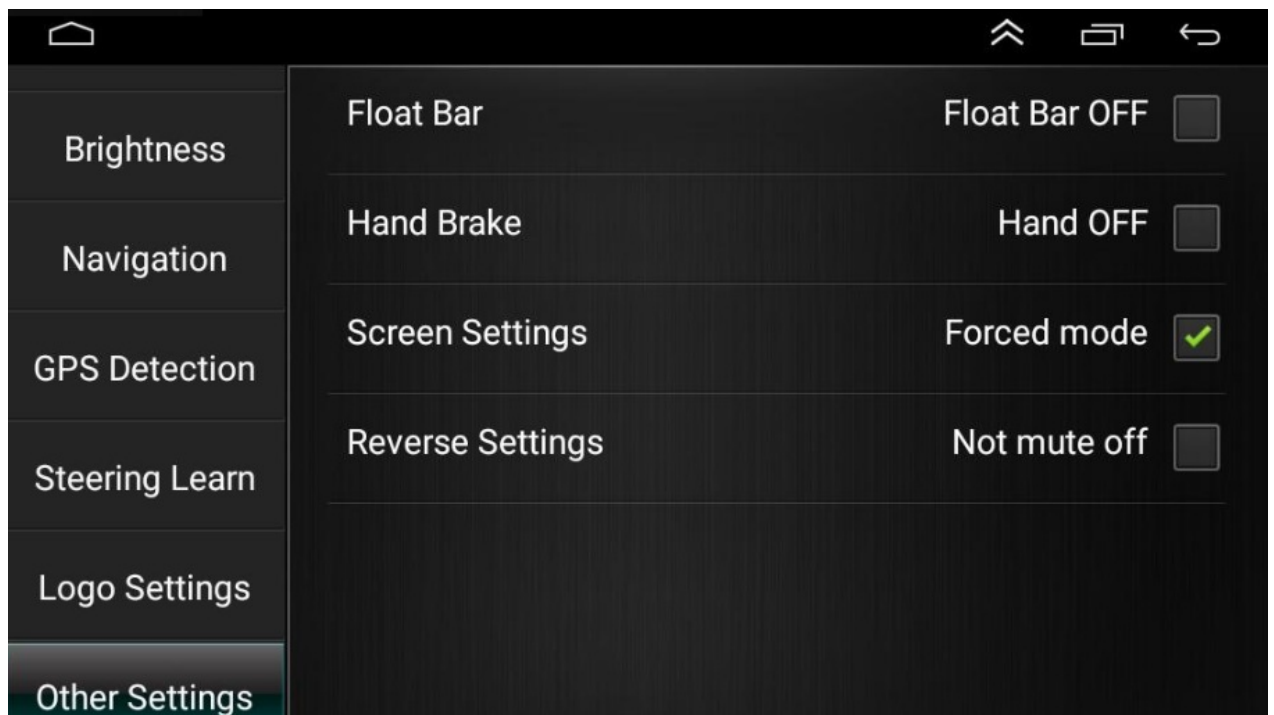 Brightness
Navigation
GPS Detection
Steering Learn
Logo Settings
Other Settings
Float Bar Float Bar OFF
Hand Brake Hand OFF
Screen Settings Forced mode
Reverse Settings Not mute off